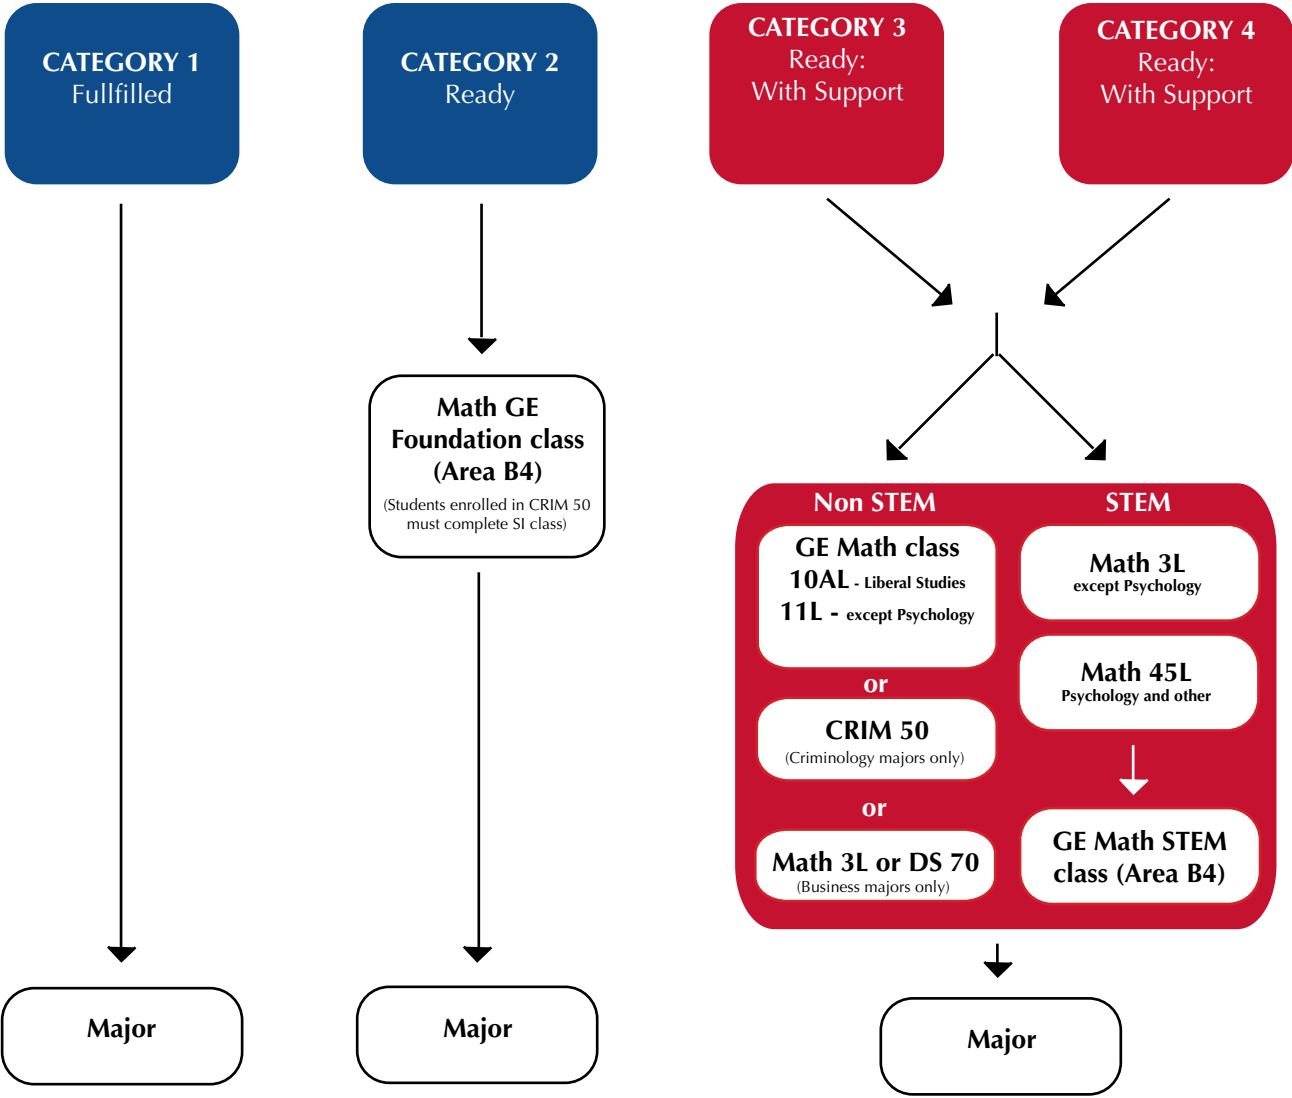 CATEGORY 1
Fullfilled
CATEGORY 2
Ready
CATEGORY 3
Ready:
With Support
CATEGORY 4
Ready:
With Support
Math GE
Foundation class
(Area B4)
(Students enrolled in CRIM 50
must complete SI class)
Non STEM
GE Math class
10AL - Liberal Studies
11L - except Psychology
or
CRIM 50
(Criminology majors only)
or
Math 3L or DS 70
(Business majors only)
STEM
Math 3L
except Psychology
Math 45L
Psychology and other
GE Math STEM
class (Area B4)
Major
Major
Major